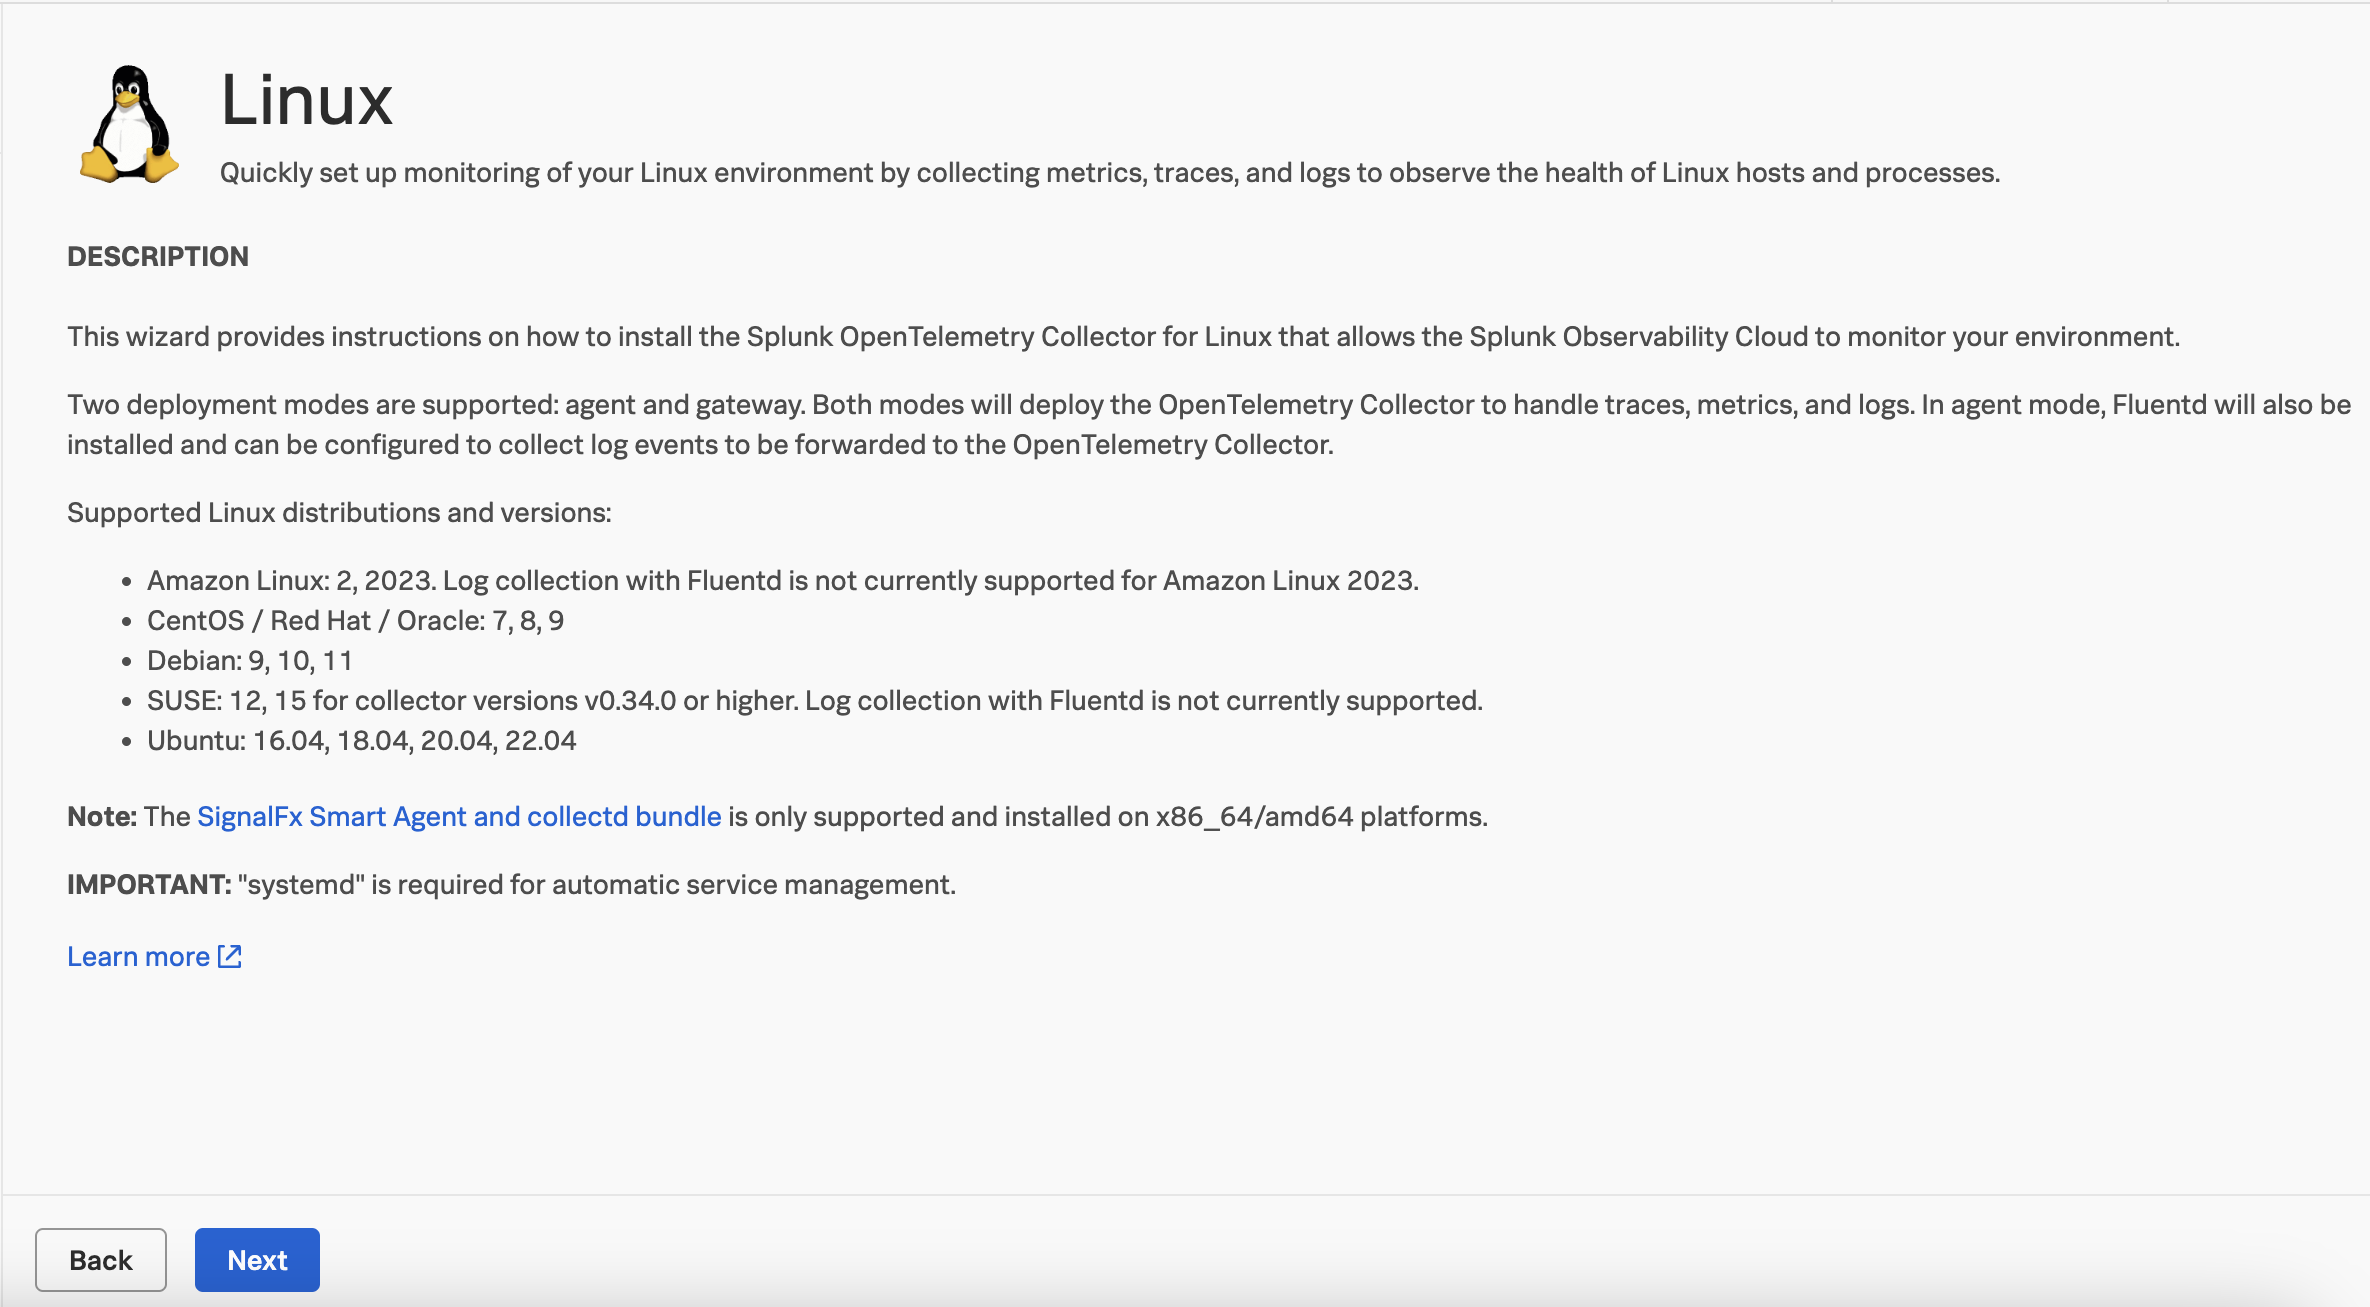 Linux
Quickly set up monitoring of your Linux environment by collecting metrics, traces, and logs to observe the health of Linux hosts and processes.
DESCRIPTION
This wizard provides instructions on how to install the Splunk OpenTelemetry Collector for Linux that allows the Splunk Observability Cloud to monitor your environment.
Two deployment modes are supported: agent and gateway. Both modes will deploy the OpenTelemetry Collector to handle traces, metrics, and logs. In agent mode, Fluentd will also be
installed and can be configured to collect log events to be forwarded to the OpenTelemetry Collector.
Supported Linux distributions and versions:
• Amazon Linux: 2, 2023. Log collection with Fluentd is not currently supported for Amazon Linux 2023.
• CentOS / Red Hat / Oracle: 7, 8, 9
• Debian: 9, 10, 11
• SUSE: 12, 15 for collector versions v0.34.0 or higher. Log collection with Fluentd is not currently supported.
• Ubuntu: 16.04, 18.04, 20.04, 22.04
Note: The SignalFx Smart Agent and collectd bundle is only supported and installed on x86_64/amd64 platforms.
IMPORTANT: "systemd" is required for automatic service management.
Learn more
Back
Next